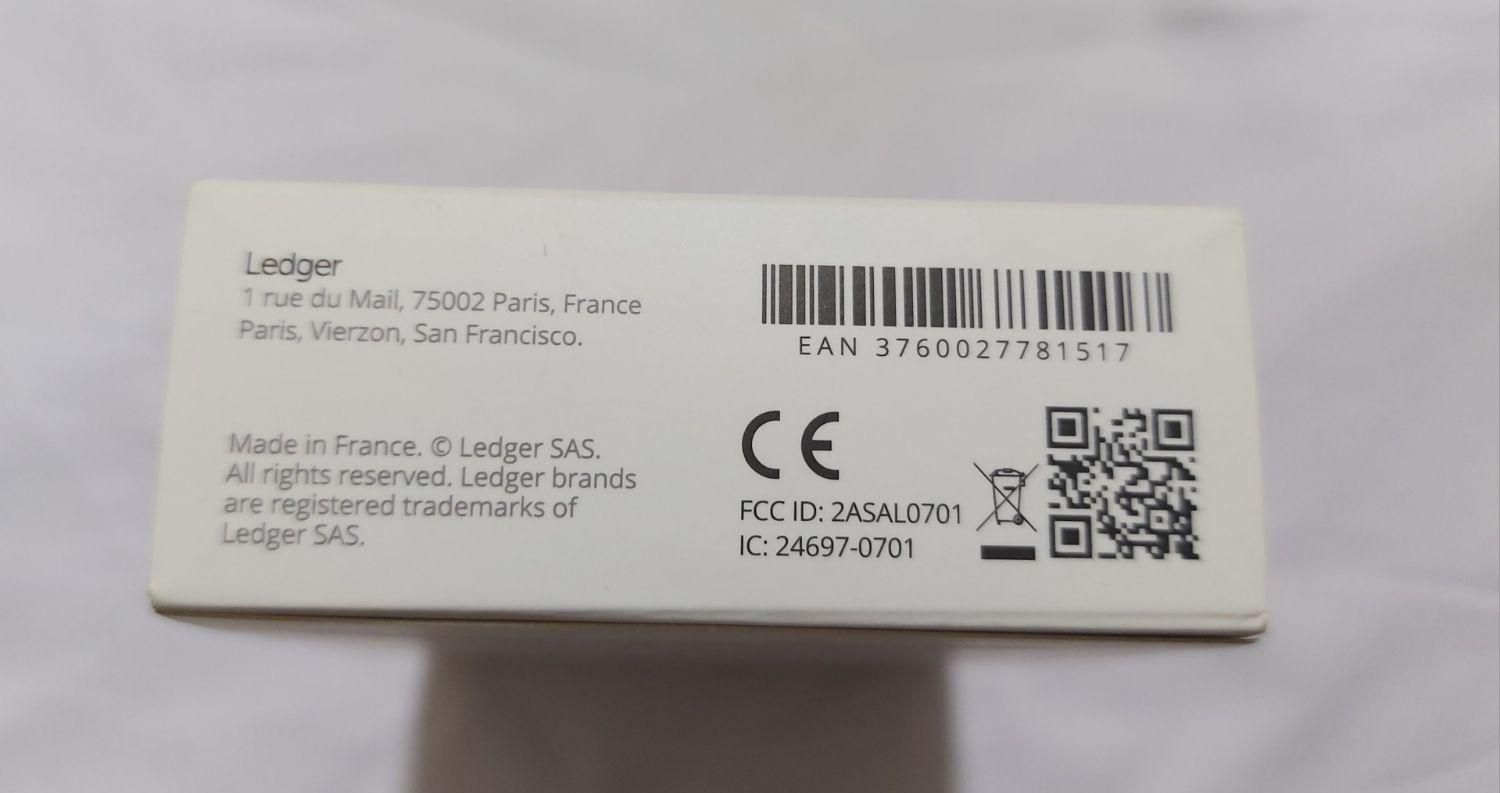 Ledger
1 rue du Mail, 75002 Paris, France
Paris, Vierzon, San Francisco.
Made in France. © Ledger SAS.
All rights reserved. Ledger brands
are registered trademarks of
Ledger SAS.
EAN 3760027781517
CE
FCC ID: 2ASAL0701
IC: 24697-0701